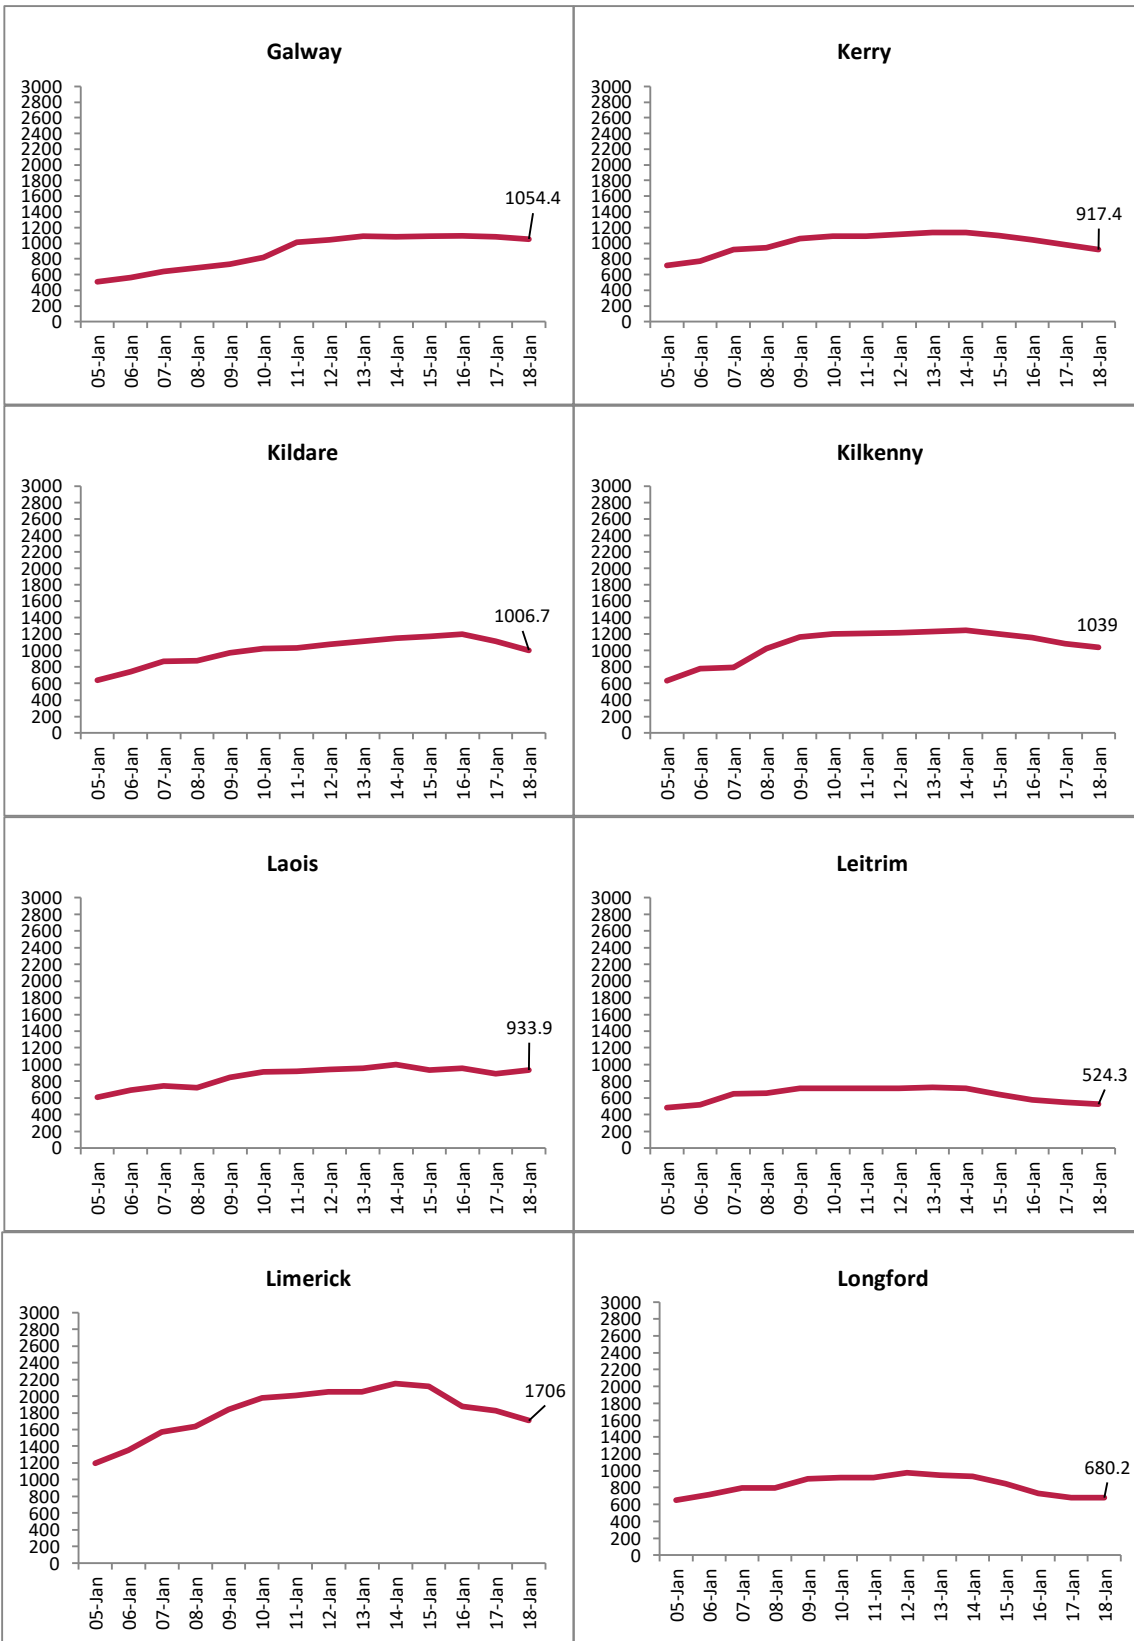 Galway
3000
2800
2600
2400
2200
2000
1800
1600
1400
1200
1000
800
600
400
200
0
1054.4
05-Jan
06-Jan
07-Jan
08-Jan
09-Jan
10-Jan
11-Jan
12-Jan
13-Jan
14-Jan
15-Jan
16-Jan
17-Jan
18-Jan
Kerry
3000
2800
2600
2400
2200
2000
1800
1600
1400
1200
1000
800
600
400
200
0
917.4
05-Jan
06-Jan
07-Jan
08-Jan
09-Jan
10-Jan
11-Jan
12-Jan
13-Jan
14-Jan
15-Jan
16-Jan
17-Jan
18-Jan
Kildare
3000
2800
2600
2400
2200
2000
1800
1600
1400
1200
1000
800
600
400
200
0
1006.7
05-Jan
06-Jan
07-Jan
08-Jan
09-Jan
10-Jan
11-Jan
12-Jan
13-Jan
14-Jan
15-Jan
16-Jan
17-Jan
18-Jan
Kilkenny
3000
2800
2600
2400
2200
2000
1800
1600
1400
1200
1000
800
600
400
200
0
1039
05-Jan
06-Jan
07-Jan
08-Jan
09-Jan
10-Jan
11-Jan
12-Jan
13-Jan
14-Jan
15-Jan
16-Jan
17-Jan
18-Jan
Laois
3000
2800
2600
2400
2200
2000
1800
1600
1400
1200
1000
800
600
400
200
0
933.9
05-Jan
06-Jan
07-Jan
08-Jan
09-Jan
10-Jan
11-Jan
12-Jan
13-Jan
14-Jan
15-Jan
16-Jan
17-Jan
18-Jan
Leitrim
3000
2800
2600
2400
2200
2000
1800
1600
1400
1200
1000
800
600
400
200
0
524.3
05-Jan
06-Jan
07-Jan
08-Jan
09-Jan
10-Jan
11-Jan
12-Jan
13-Jan
14-Jan
15-Jan
16-Jan
17-Jan
18-Jan
Limerick
3000
2800
2600
2400
2200
2000
1800
1600
1400
1200
1000
800
600
400
200
0
1706
05-Jan
06-Jan
07-Jan
08-Jan
09-Jan
10-Jan
11-Jan
12-Jan
13-Jan
14-Jan
15-Jan
16-Jan
17-Jan
18-Jan
Longford
3000
2800
2600
2400
2200
2000
1800
1600
1400
1200
1000
800
600
400
200
0
680.2
05-Jan
06-Jan
07-Jan
08-Jan
09-Jan
10-Jan
11-Jan
12-Jan
13-Jan
14-Jan
15-Jan
16-Jan
17-Jan
18-Jan